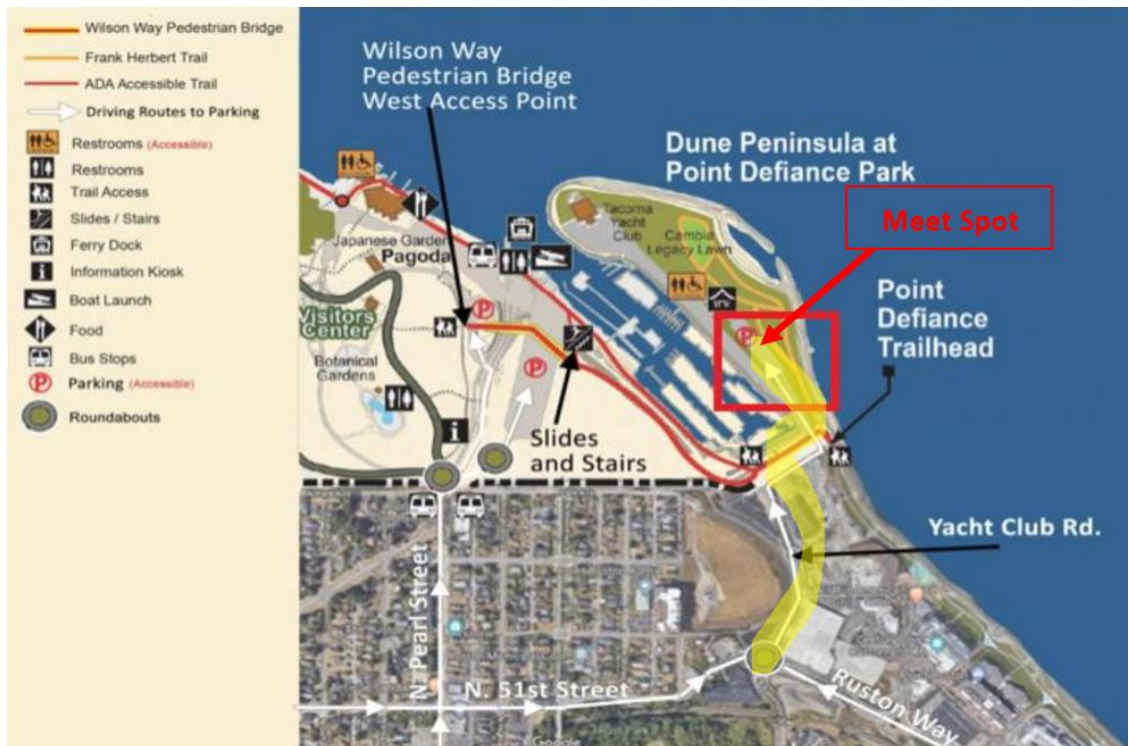 Wilson Way Pedestrian Bridge
Frank Herbert Trail
ADA Accessible Trail
Driving Routes to Parking
Restrooms (Accessible)
Restrooms
Trail Access
Slides / Stairs
Ferry Dock
i Information Kiosk
Boat Launch
Food
Bus Stops
P Parking (Accessible)
Roundabouts
Wilson Way
Pedestrian Bridge
West Access Point
Dune Peninsula at
Point Defiance Park
Meet Spot
Tacoma
Yacht
Club
Cambia
Legacy Lawn
Japanese Garden
Pagoda
Point
Defiance
Trailhead
P
P
P
Visitors
Center
Botanical
Gardens
i
Slides
and Stairs
Yacht Club Rd.
N. Pearl Street
N. 51st Street
Ruston Way
Google